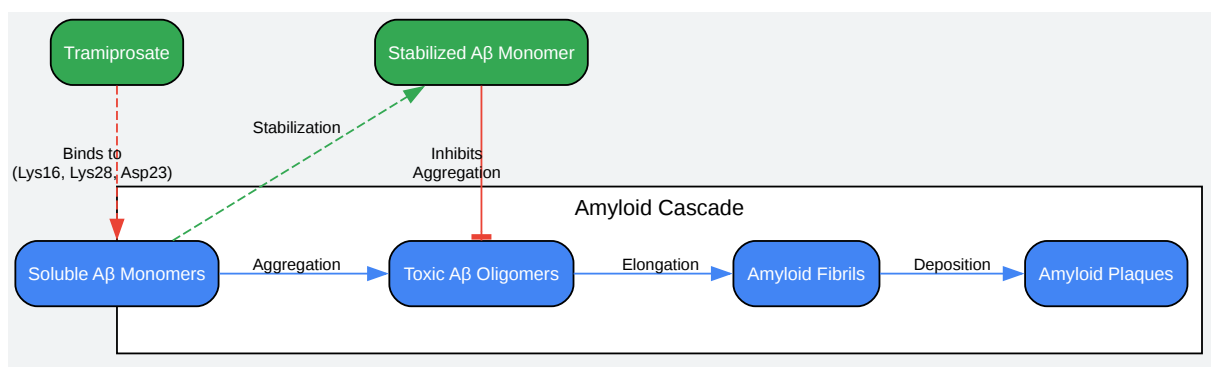 Tramiprosate
Stabilized Aβ Monomer
Stabilization
Binds to
(Lys16, Lys28, Asp23)
Inhibits
Aggregation
Amyloid Cascade
Soluble Aβ Monomers
Aggregation
Toxic Aβ Oligomers
Elongation
Amyloid Fibrils
Deposition
Amyloid Plaques